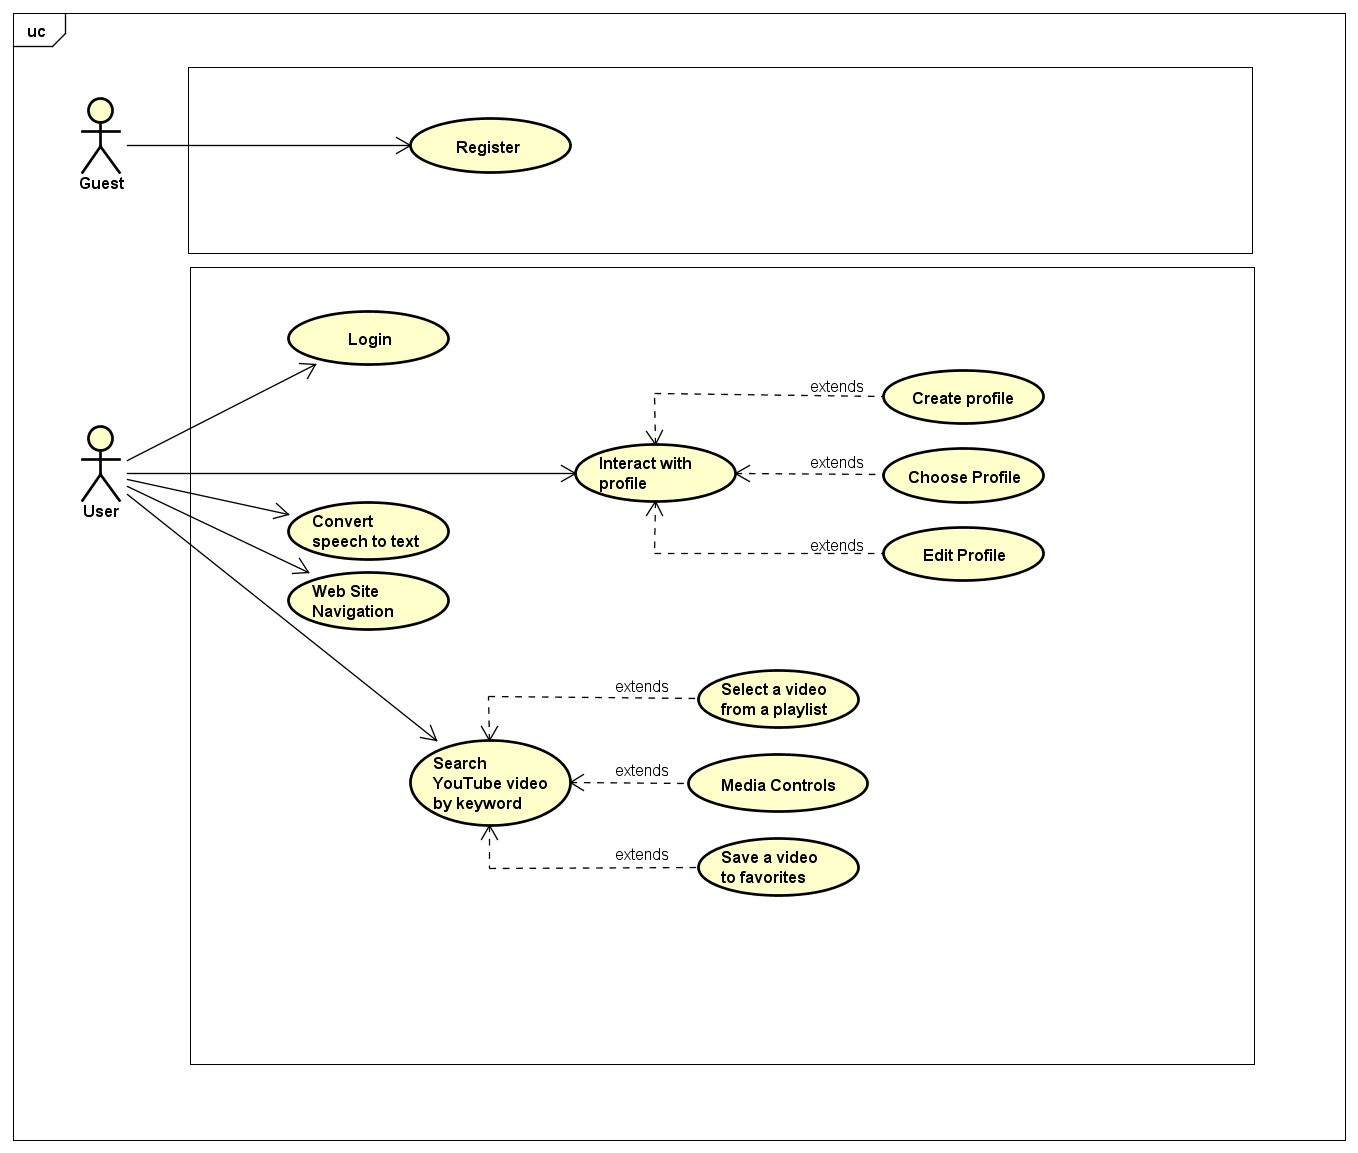 uc
Register
Guest
Login
extends
Create profile
User
Interact with
profile
extends
Choose Profile
Convert
speech to text
extends
Edit Profile
Web Site
Navigation
extends
Select a video
from a playlist
Search
YouTube video
by keyword
extends
Media Controls
extends
Save a video
to favorites